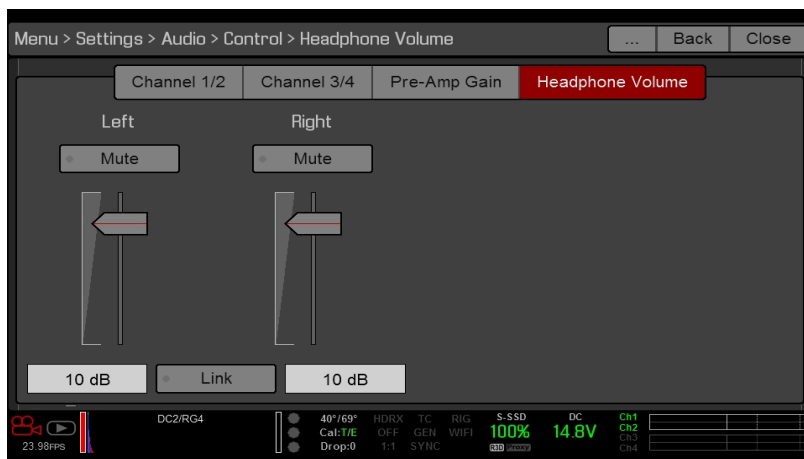 Menu > Settings > Audio > Control > Headphone Volume
... Back Close
Channel 1/2 Channel 3/4 Pre-Amp Gain Headphone Volume
Left Right
Mute Mute
10 dB Link 10 dB
DC2/RG4 40°/69° HDRX TC RIG S-SSD DC Ch1
Cal:T/E OFF GEN WIFI 100% 14.8V Ch2
23.98FPS Drop:0 1:1 SYNC R3D Proxy Ch3
Ch4